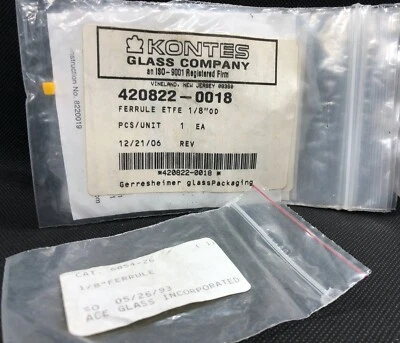 KONTES
GLASS COMPANY
an ISO-9001 Registered Firm
VINELAND, NEW JERSEY 08360
420822-0018
FERRULE ETFE 1/8"OD
PCS/UNIT 1 EA
12/21/06 REV
*420822-0018 *
Gerresheimer glassPackaging
Instruction No. 8220019
CAT.
1/8"FERRULE
SO 05/26/93
ACE GLASS INCORPORATED